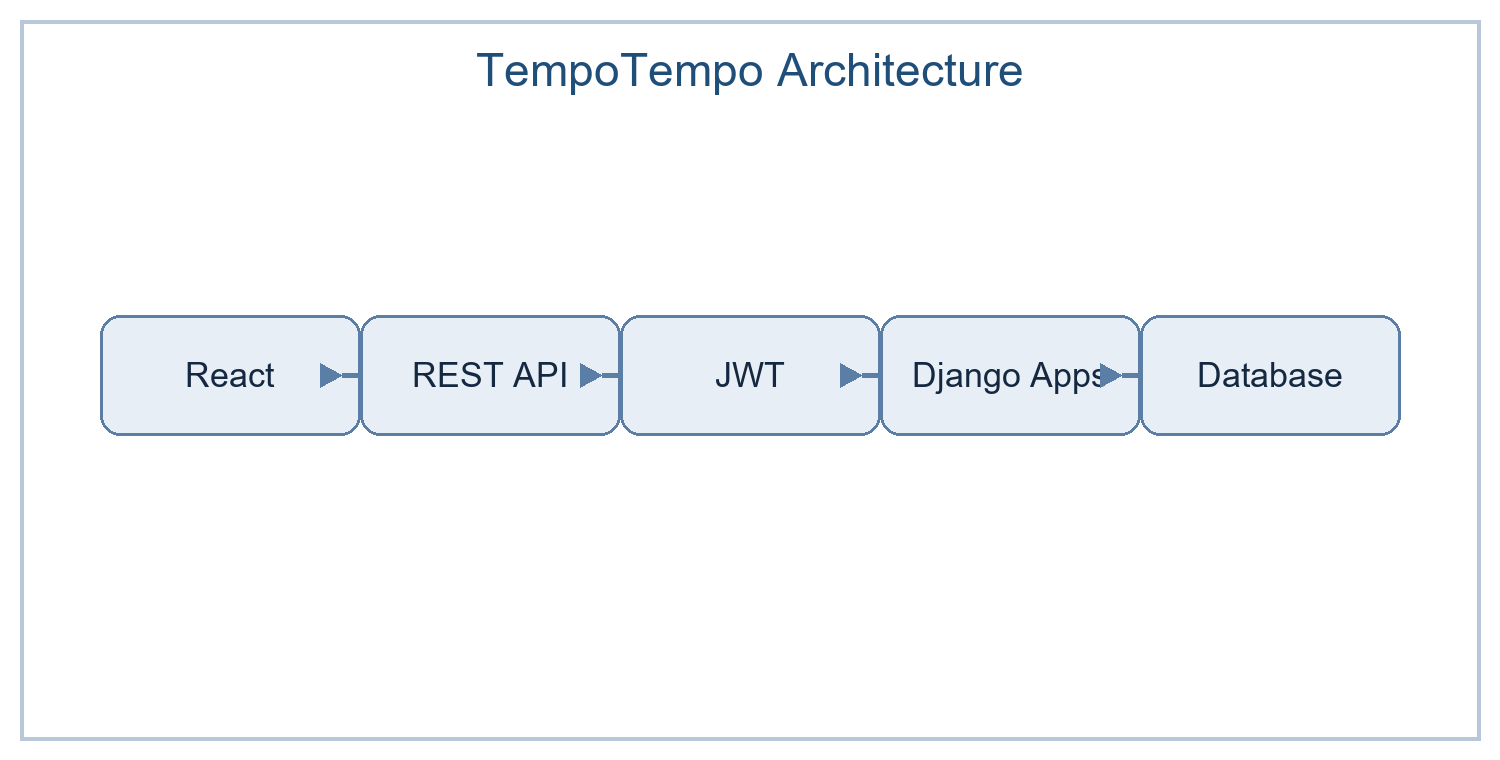 TempoTempo Architecture
React
REST API
JWT
Django Apps
Database